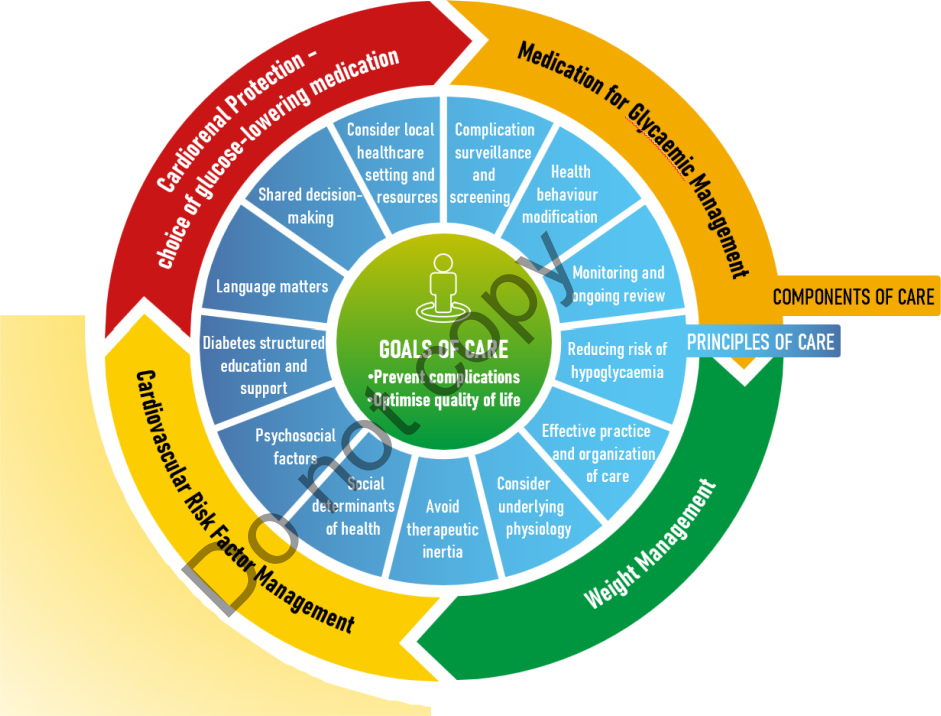 Cardiorenal Protection –
choice of glucose-lowering medication
Medication for Glycaemic Management
COMPONENTS OF CARE
PRINCIPLES OF CARE
Weight Management
Cardiovascular Risk Factor Management
Consider local
healthcare
setting and
resources
Complication
surveillance
and
screening
Health
behaviour
modification
Monitoring and
ongoing review
Reducing risk of
hypoglycaemia
Effective practice
and organization
of care
Consider
underlying
physiology
Avoid
therapeutic
inertia
Social
determinants
of health
Psychosocial
factors
Diabetes structured
education and
support
Language matters
Shared decision-
making
GOALS OF CARE
•Prevent complications
•Optimise quality of life
Do not copy